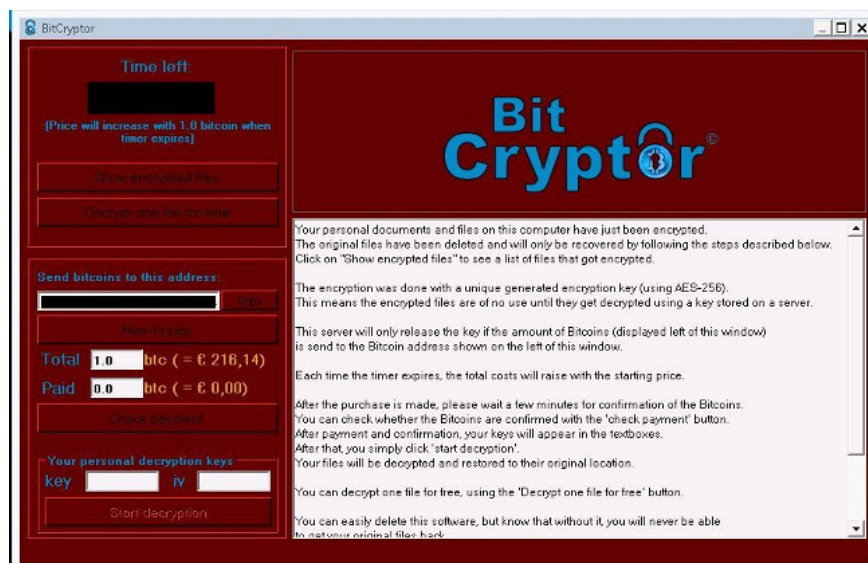 BitCryptor
Time left:
(Price will increase with 1.0 bitcoin when
timer expires)
Show encrypted files
Decrypt one file for free
Send bitcoins to this address:
Copy
How to pay
Total 1.0 btc ( = € 216,14)
Paid 0.0 btc ( = € 0,00)
Check payment
Your personal decryption keys
key iv
Start decryption
Bit
Cryptor©
Your personal documents and files on this computer have just been encrypted.
The original files have been deleted and will only be recovered by following the steps described below.
Click on "Show encrypted files" to see a list of files that got encrypted.
The encryption was done with a unique generated encryption key (using AES-256).
This means the encrypted files are of no use until they get decrypted using a key stored on a server.
This server will only release the key if the amount of Bitcoins (displayed left of this window)
is send to the Bitcoin address shown on the left of this window.
Each time the timer expires, the total costs will raise with the starting price.
After the purchase is made, please wait a few minutes for confirmation of the Bitcoins.
You can check whether the Bitcoins are confirmed with the 'check payment' button.
After payment and confirmation, your keys will appear in the textboxes.
After that, you simply click 'start decryption'.
Your files will be decrypted and restored to their original location.
You can decrypt one file for free, using the 'Decrypt one file for free' button.
You can easily delete this software, but know that without it, you will never be able
to get your original files back